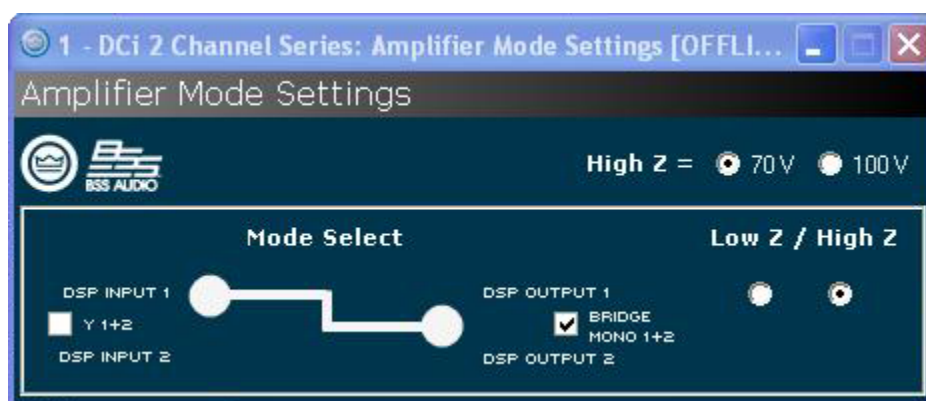 1 - DCi 2 Channel Series: Amplifier Mode Settings [OFFLI...
Amplifier Mode Settings
BSS AUDIO
High Z = 70V 100V
Mode Select Low Z / High Z
DSP INPUT 1 DSP OUTPUT 1
Y 1+2 BRIDGE
MONO 1+2
DSP INPUT 2 DSP OUTPUT 2